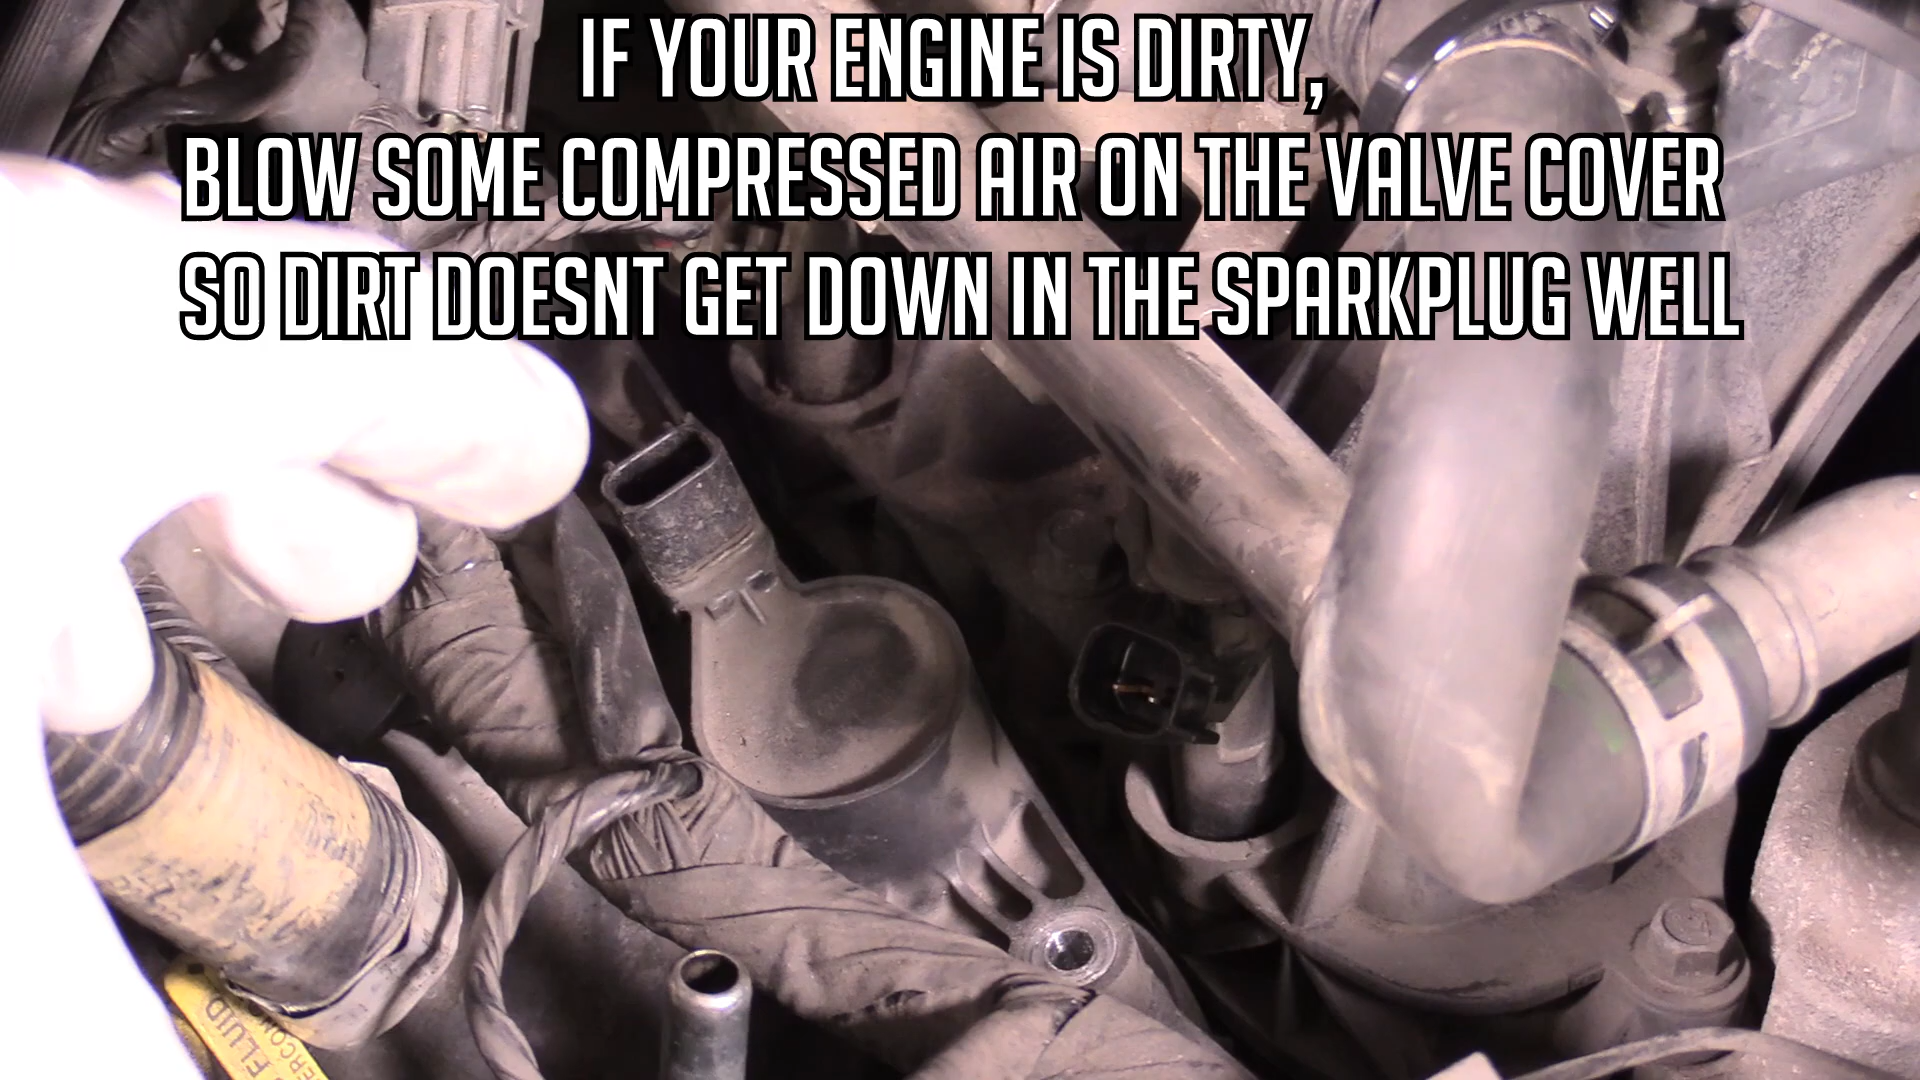 IF YOUR ENGINE IS DIRTY,
BLOW SOME COMPRESSED AIR ON THE VALVE COVER
SO DIRT DOESNT GET DOWN IN THE SPARKPLUG WELL
FLUID